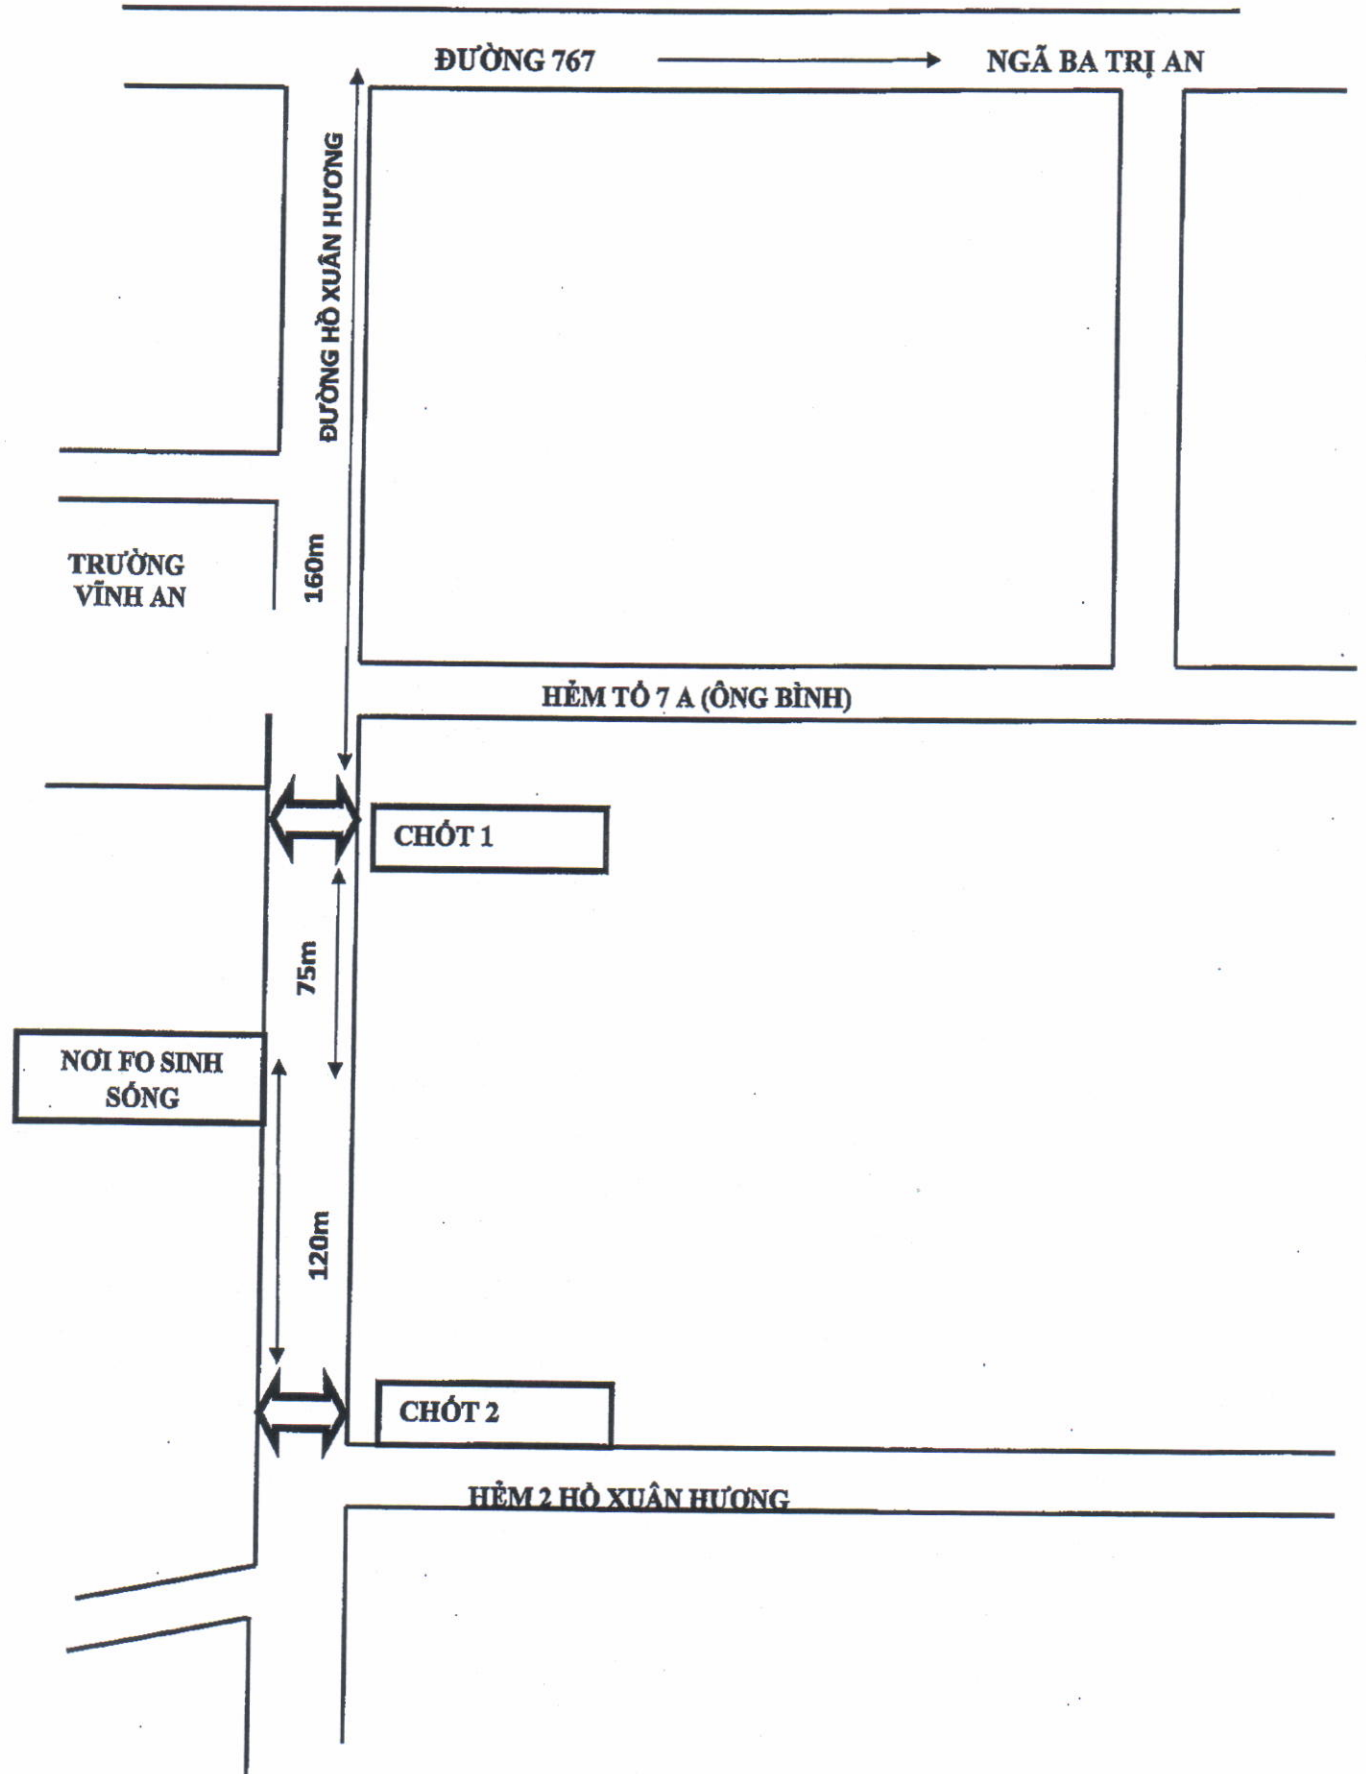 ĐƯỜNG 767
NGÃ BA TRỊ AN
ĐƯỜNG HỒ XUÂN HƯƠNG
160m
TRƯỜNG
VĨNH AN
HẺM TỔ 7 A (ÔNG BÌNH)
CHỐT 1
75m
NƠI FO SINH
SỐNG
120m
CHỐT 2
HẺM 2 HỒ XUÂN HƯƠNG